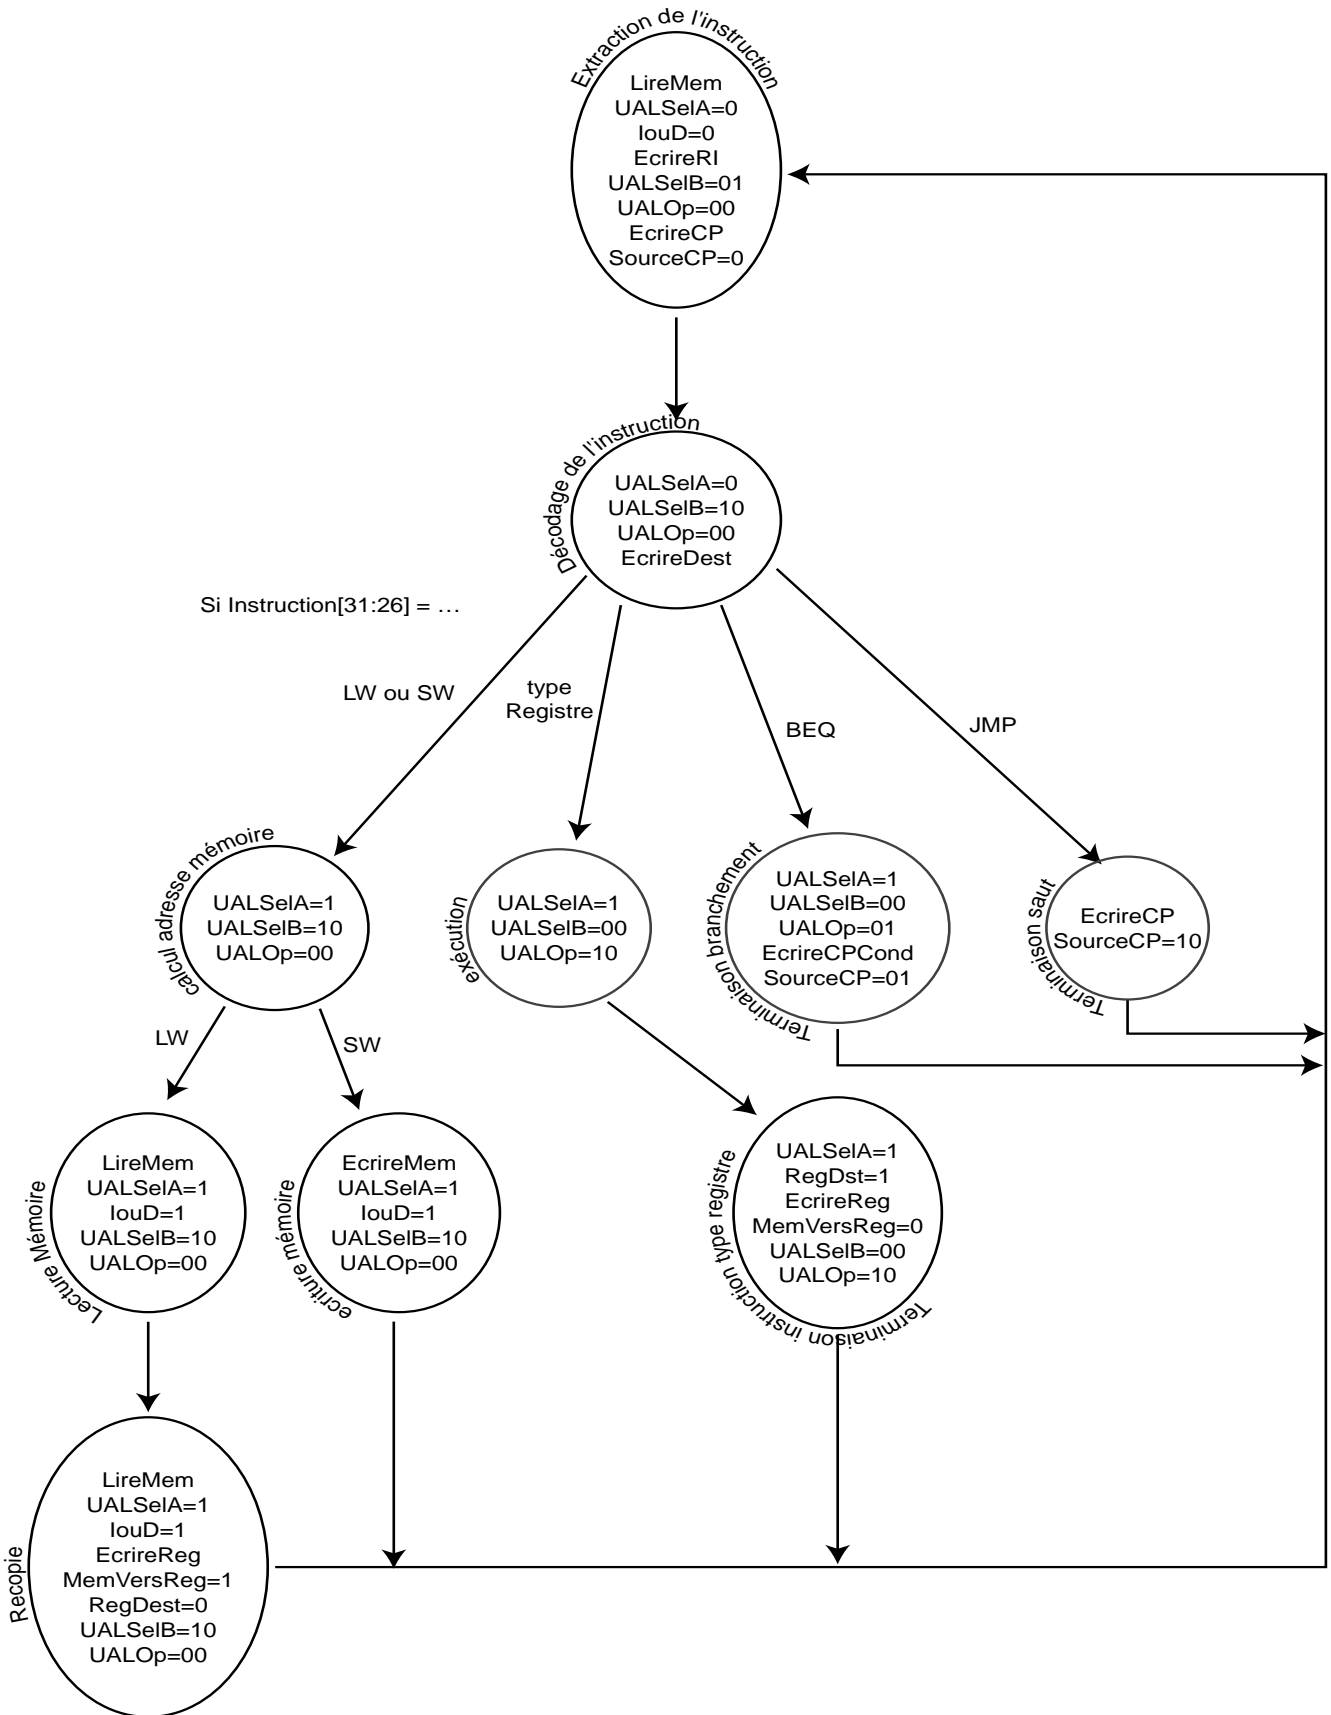 Extraction de l'instruction
LireMem
UALSelA=0
IouD=0
EcrireRI
UALSelB=01
UALOp=00
EcrireCP
SourceCP=0
Décodage de l'instruction
UALSelA=0
UALSelB=10
UALOp=00
EcrireDest
Si Instruction[31:26] = …
LW ou SW
type
Registre
BEQ
JMP
calcul adresse mémoire
UALSelA=1
UALSelB=10
UALOp=00
exécution
UALSelA=1
UALSelB=00
UALOp=10
Terminaison branchement
UALSelA=1
UALSelB=00
UALOp=01
EcrireCPCond
SourceCP=01
Terminaison saut
EcrireCP
SourceCP=10
LW
SW
Lecture Mémoire
LireMem
UALSelA=1
IouD=1
UALSelB=10
UALOp=00
ecriture mémoire
EcrireMem
UALSelA=1
IouD=1
UALSelB=10
UALOp=00
Terminaison instruction type registre
UALSelA=1
RegDst=1
EcrireReg
MemVersReg=0
UALSelB=00
UALOp=10
Recopie
LireMem
UALSelA=1
IouD=1
EcrireReg
MemVersReg=1
RegDest=0
UALSelB=10
UALOp=00